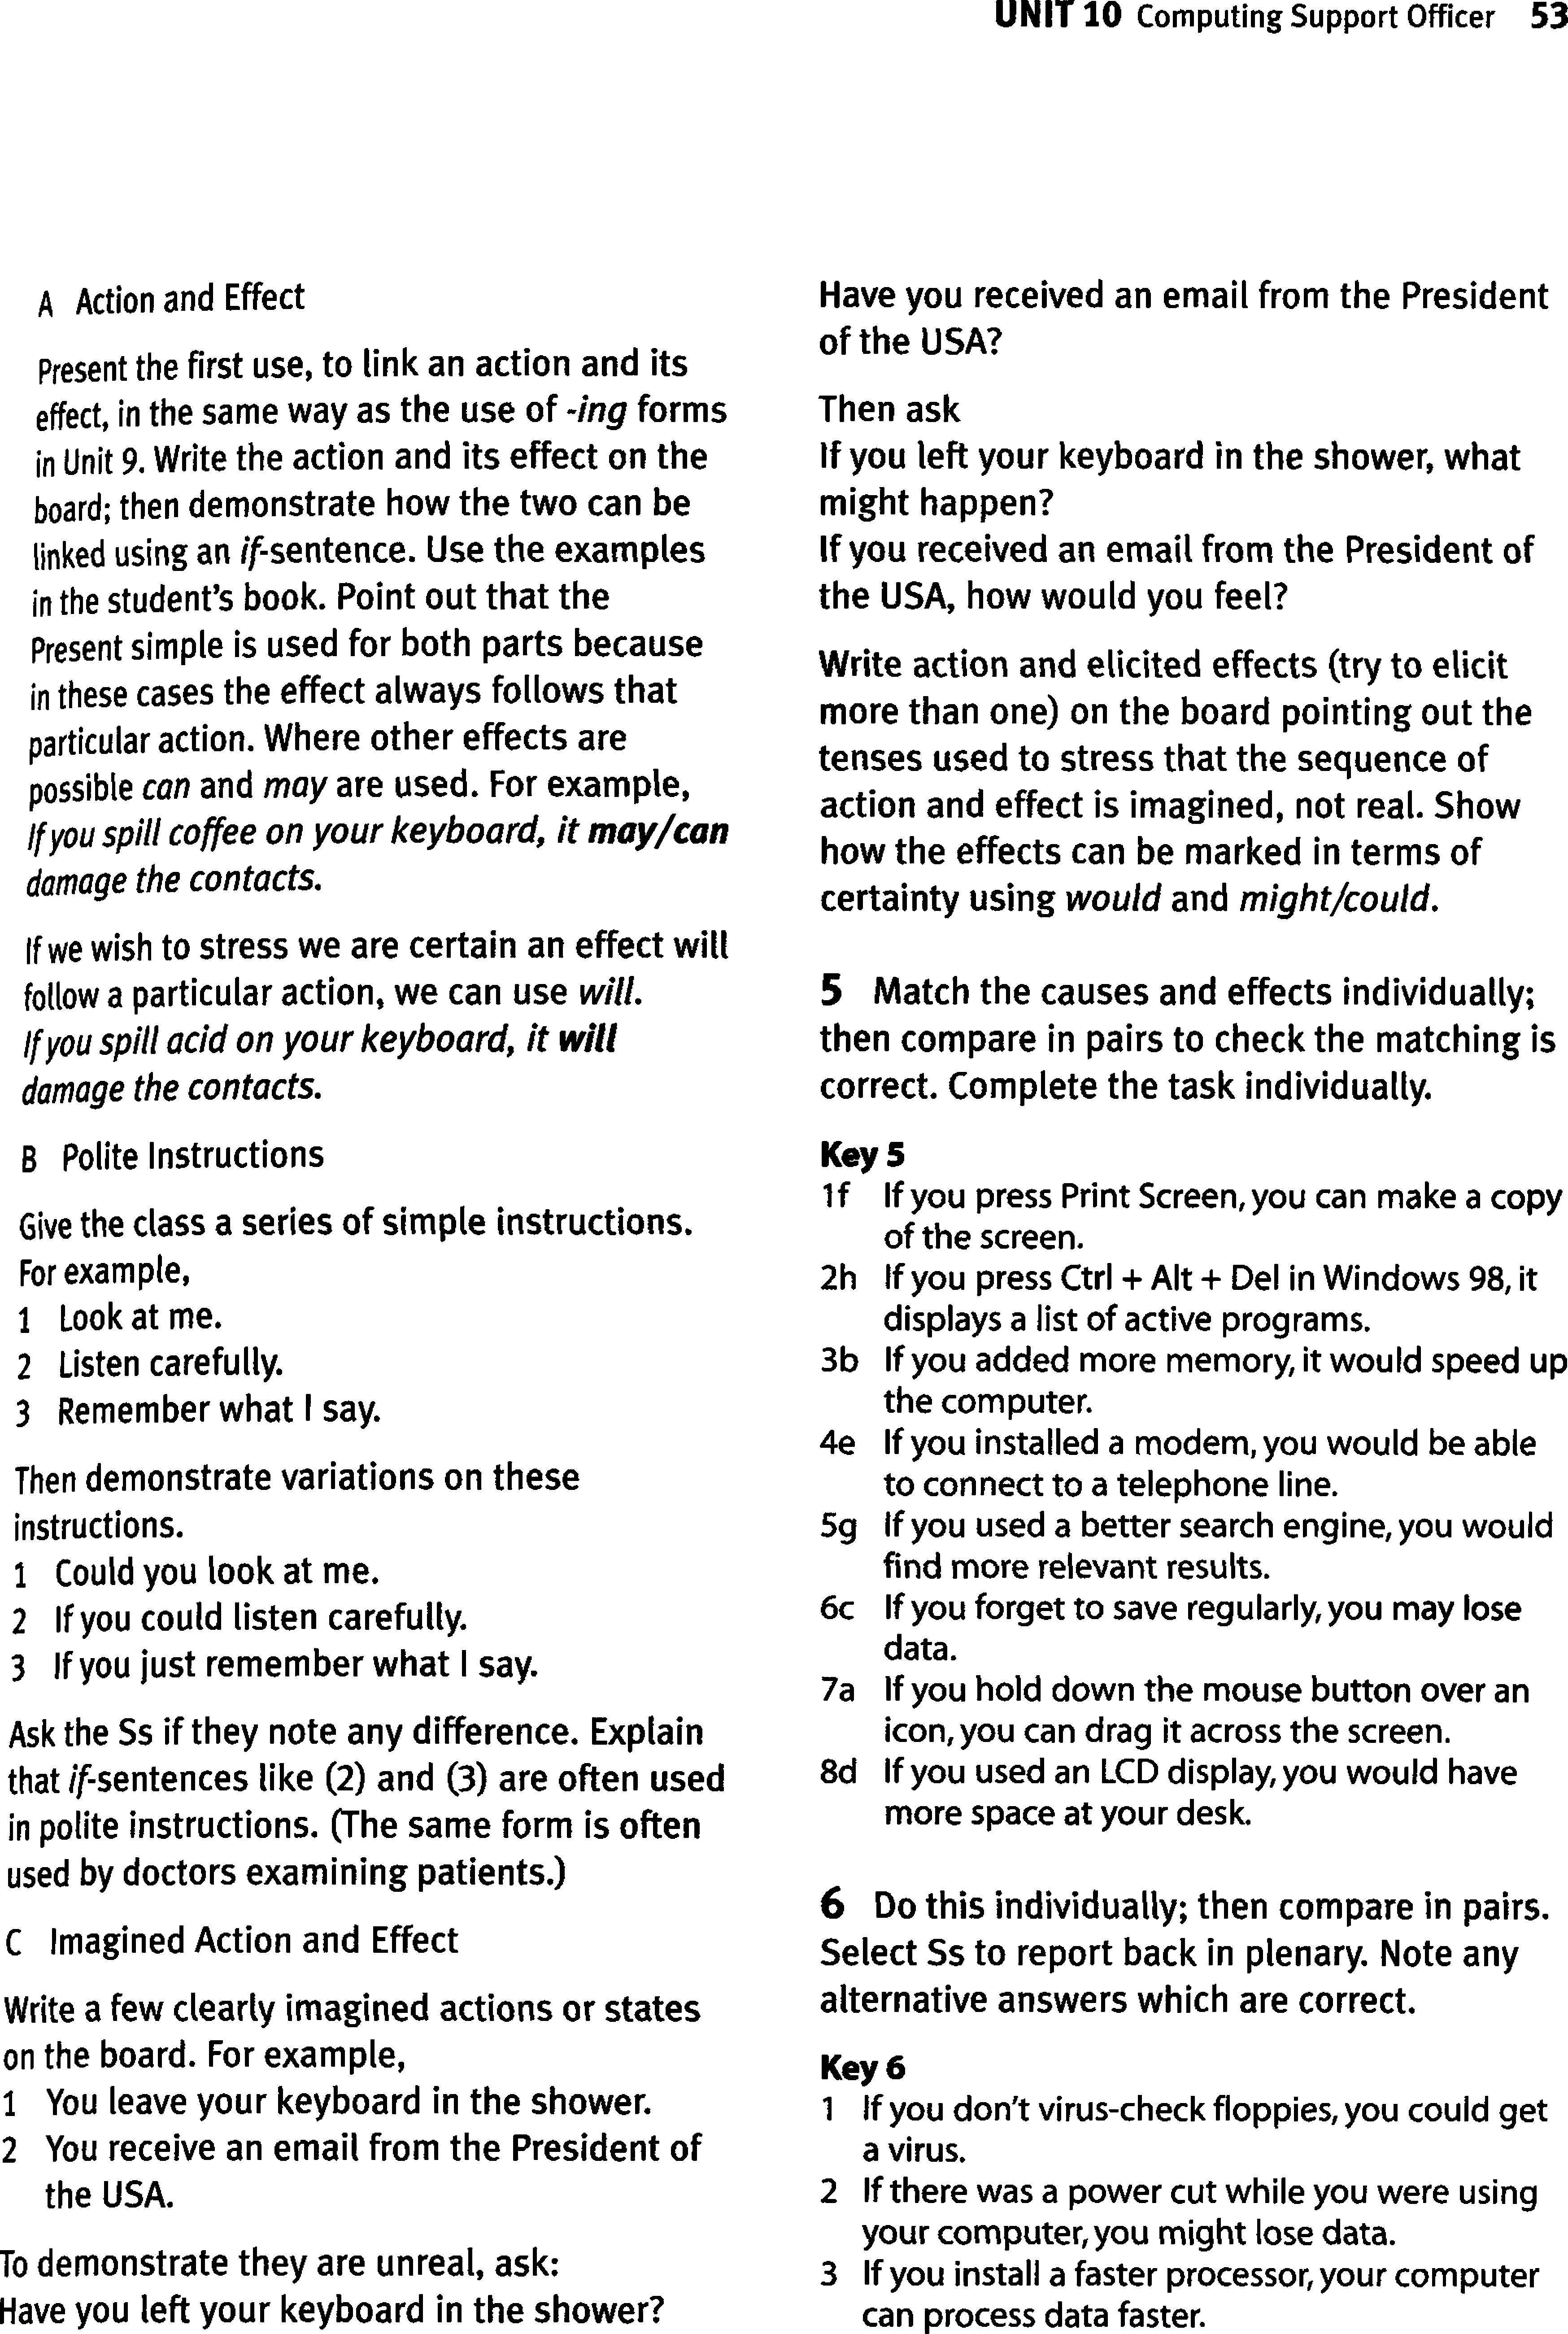 UNIT 10 Computing Support Officer 53
A Action and Effect
Present the first use, to link an action and its
effect, in the same way as the use of -ing forms
in Unit 9. Write the action and its effect on the
board; then demonstrate how the two can be
linked using an if-sentence. Use the examples
in the student's book. Point out that the
Present simple is used for both parts because
in these cases the effect always follows that
particular action. Where other effects are
possible can and may are used. For example,
If you spill coffee on your keyboard, it may/can
damage the contacts.
If we wish to stress we are certain an effect will
follow a particular action, we can use will.
If you spill acid on your keyboard, it will
damage the contacts.
B Polite Instructions
Give the class a series of simple instructions.
For example,
1 Look at me.
2 Listen carefully.
3 Remember what I say.
Then demonstrate variations on these
instructions.
1 Could you look at me.
2 If you could listen carefully.
3 If you just remember what I say.
Ask the Ss if they note any difference. Explain
that if-sentences like (2) and (3) are often used
in polite instructions. (The same form is often
used by doctors examining patients.)
C Imagined Action and Effect
Write a few clearly imagined actions or states
on the board. For example,
1 You leave your keyboard in the shower.
2 You receive an email from the President of
the USA.
To demonstrate they are unreal, ask:
Have you left your keyboard in the shower?
Have you received an email from the President
of the USA?
Then ask
If you left your keyboard in the shower, what
might happen?
If you received an email from the President of
the USA, how would you feel?
Write action and elicited effects (try to elicit
more than one) on the board pointing out the
tenses used to stress that the sequence of
action and effect is imagined, not real. Show
how the effects can be marked in terms of
certainty using would and might/could.
5 Match the causes and effects individually;
then compare in pairs to check the matching is
correct. Complete the task individually.
Key 5
1f If you press Print Screen, you can make a copy
of the screen.
2h If you press Ctrl + Alt + Del in Windows 98, it
displays a list of active programs.
3b If you added more memory, it would speed up
the computer.
4e If you installed a modem, you would be able
to connect to a telephone line.
5g If you used a better search engine, you would
find more relevant results.
6c If you forget to save regularly, you may lose
data.
7a If you hold down the mouse button over an
icon, you can drag it across the screen.
8d If you used an LCD display, you would have
more space at your desk.
6 Do this individually; then compare in pairs.
Select Ss to report back in plenary. Note any
alternative answers which are correct.
Key 6
1 If you don't virus-check floppies, you could get
a virus.
2 If there was a power cut while you were using
your computer, you might lose data.
3 If you install a faster processor, your computer
can process data faster.